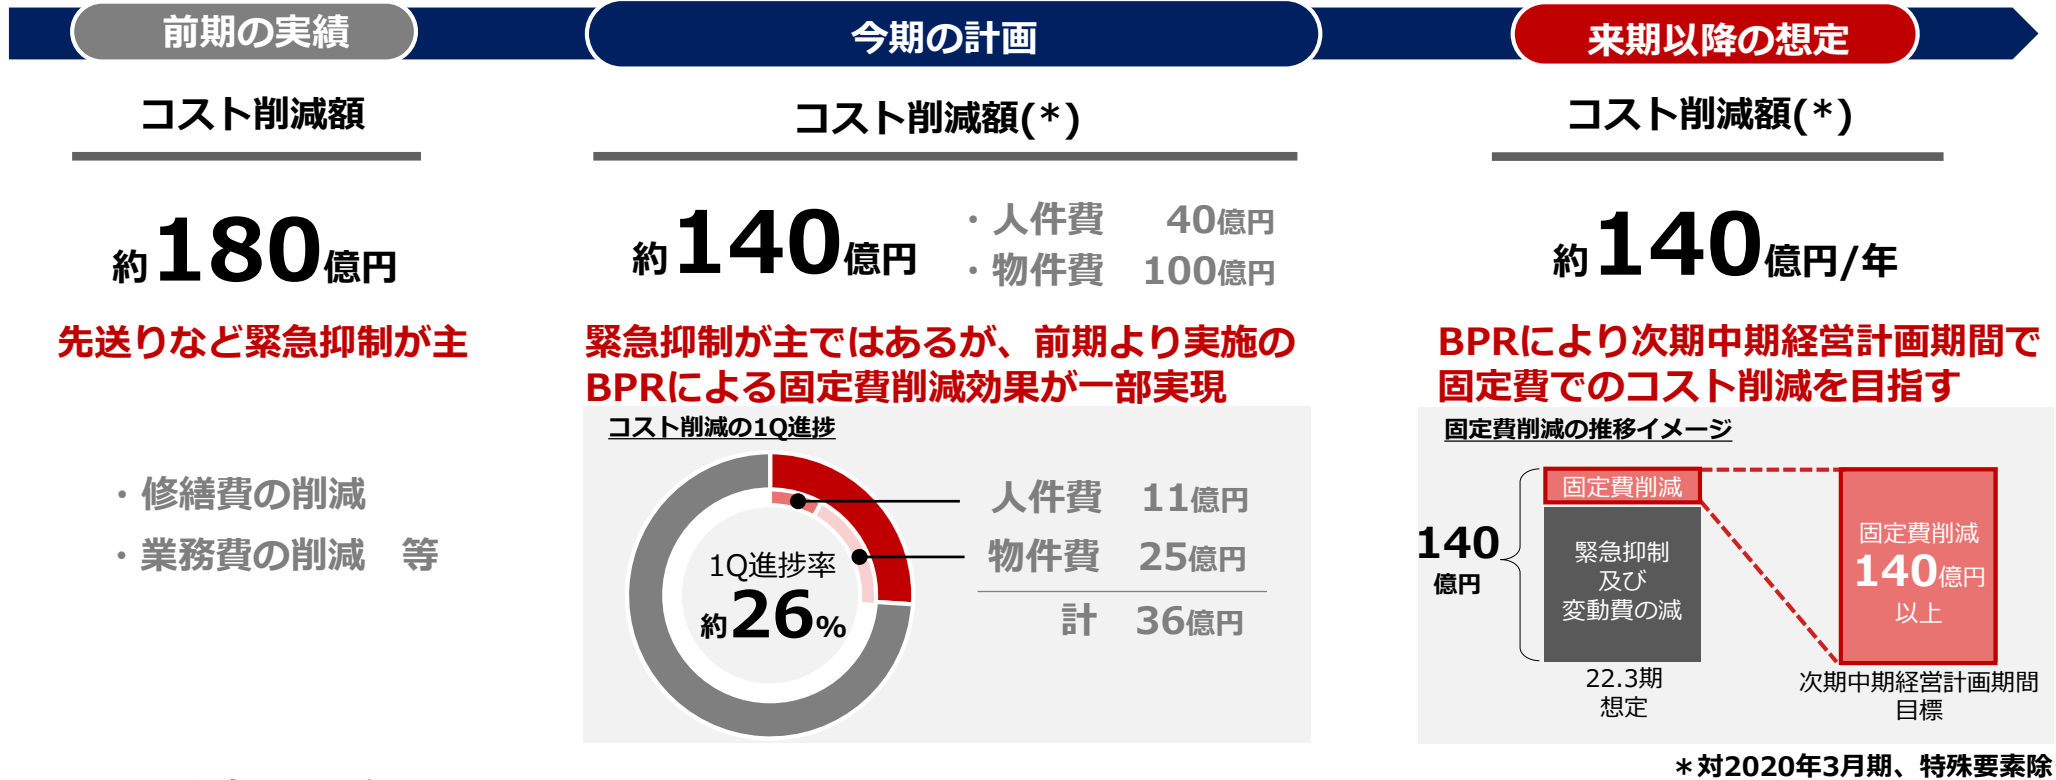 前期の実績
今期の計画
来期以降の想定
コスト削減額
約180億円
先送りなど緊急抑制が主
・修繕費の削減
・業務費の削減　等
コスト削減額(＊)
約140億円
・人件費　40億円
・物件費　100億円
緊急抑制が主ではあるが、前期より実施の
BPRによる固定費削減効果が一部実現
コスト削減の1Q進捗
1Q進捗率
約26%
人件費　11億円
物件費　25億円
計　36億円
コスト削減額(＊)
約140億円/年
BPRにより次期中期経営計画期間で
固定費でのコスト削減を目指す
固定費削減の推移イメージ
140
億円
固定費削減
緊急抑制
及び
変動費の減
22.3期
想定
固定費削減
140億円
以上
次期中期経営計画期間
目標
＊対2020年3月期、特殊要素除